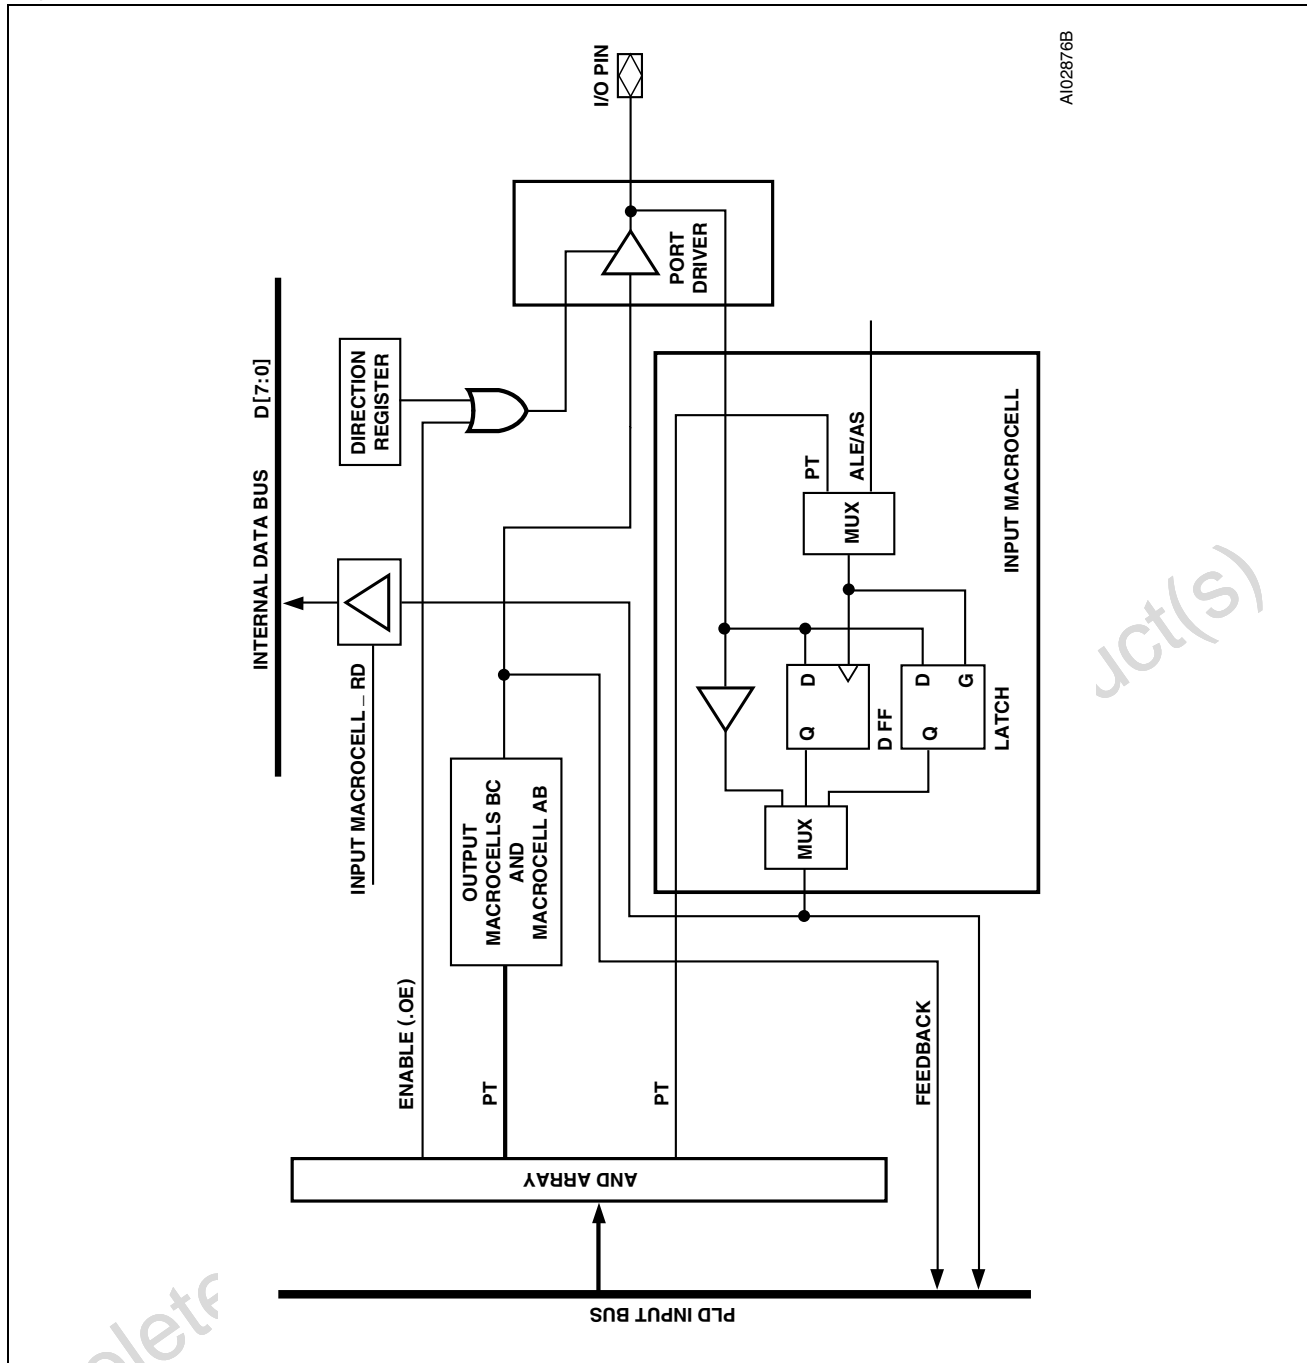 AI02876B
I/O PIN
PORT
DRIVER
INTERNAL DATA BUS D[7:0]
DIRECTION
REGISTER
INPUT MACROCELL _ RD
OUTPUT
MACROCELLS BC
AND
MACROCELL AB
ENABLE (.OE)
PT
PT
FEEDBACK
PT
ALE/AS
MUX
D
Q
D FF
D
G
Q
LATCH
MUX
INPUT MACROCELL
AND ARRAY
PLD INPUT BUS
uct(s)
olete